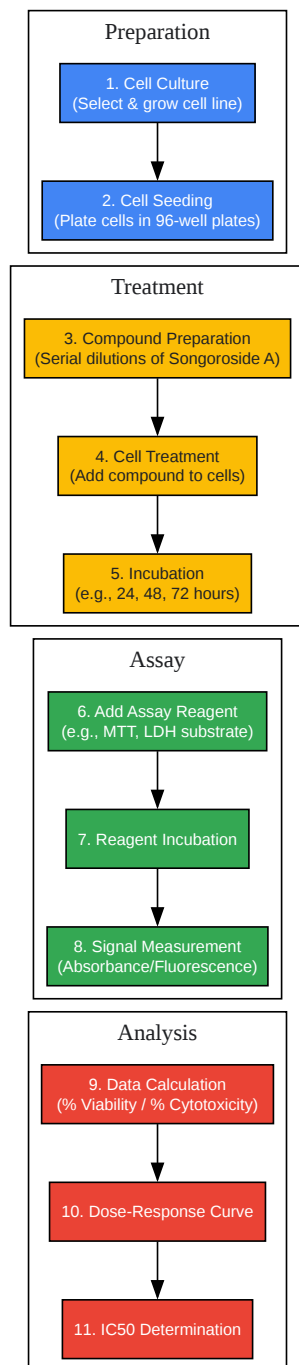 Preparation
1. Cell Culture
(Select & grow cell line)
2. Cell Seeding
(Plate cells in 96-well plates)
Treatment
3. Compound Preparation
(Serial dilutions of Songoroside A)
4. Cell Treatment
(Add compound to cells)
5. Incubation
(e.g., 24, 48, 72 hours)
Assay
6. Add Assay Reagent
(e.g., MTT, LDH substrate)
7. Reagent Incubation
8. Signal Measurement
(Absorbance/Fluorescence)
Analysis
9. Data Calculation
(% Viability / % Cytotoxicity)
10. Dose-Response Curve
11. IC50 Determination